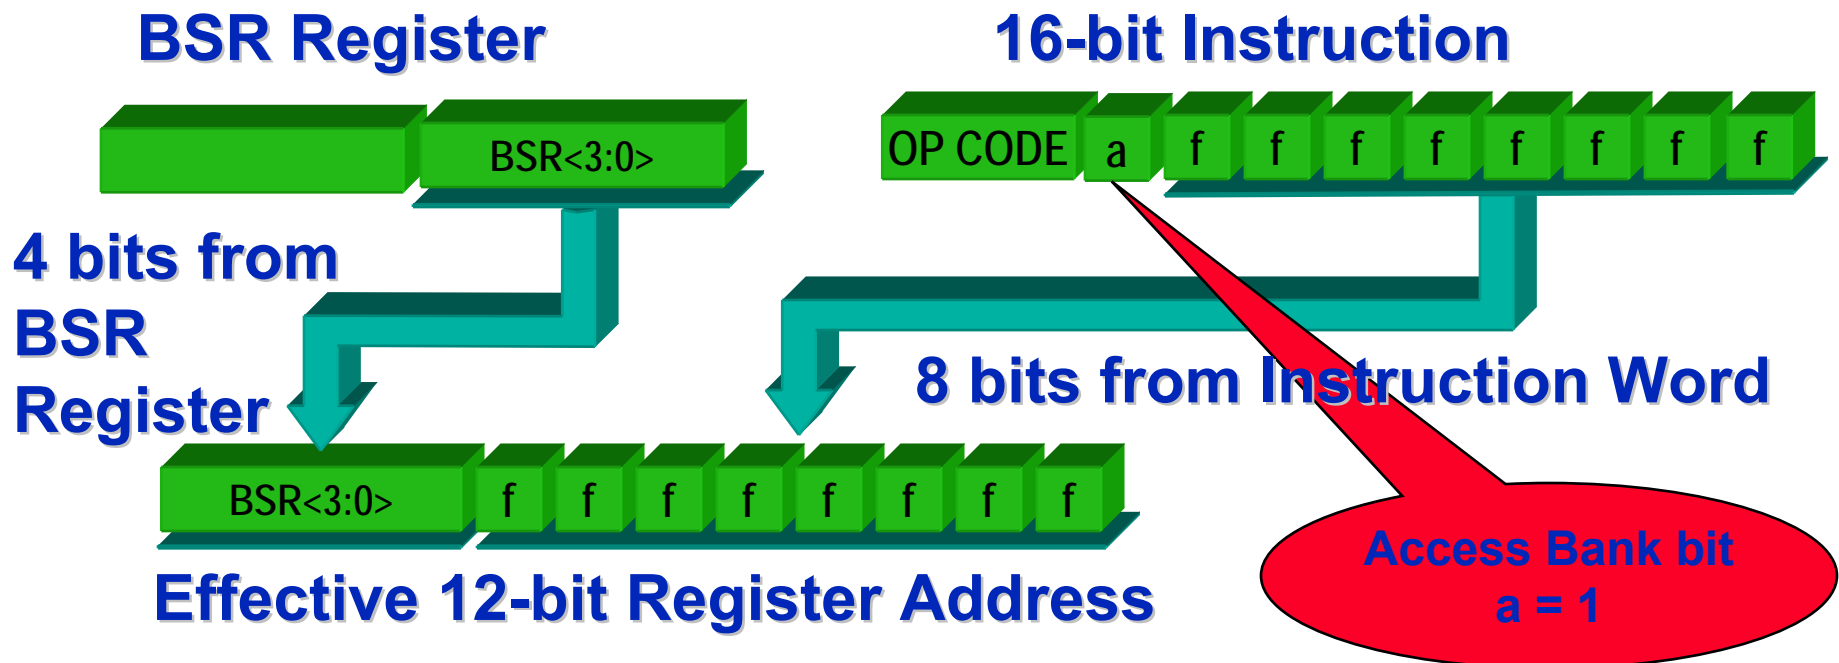 BSR Register
16-bit Instruction
BSR<3:0>
OP CODE a f f f f f f f f
4 bits from
BSR
Register
8 bits from Instruction Word
BSR<3:0> f f f f f f f f
Effective 12-bit Register Address
Access Bank bit
a = 1